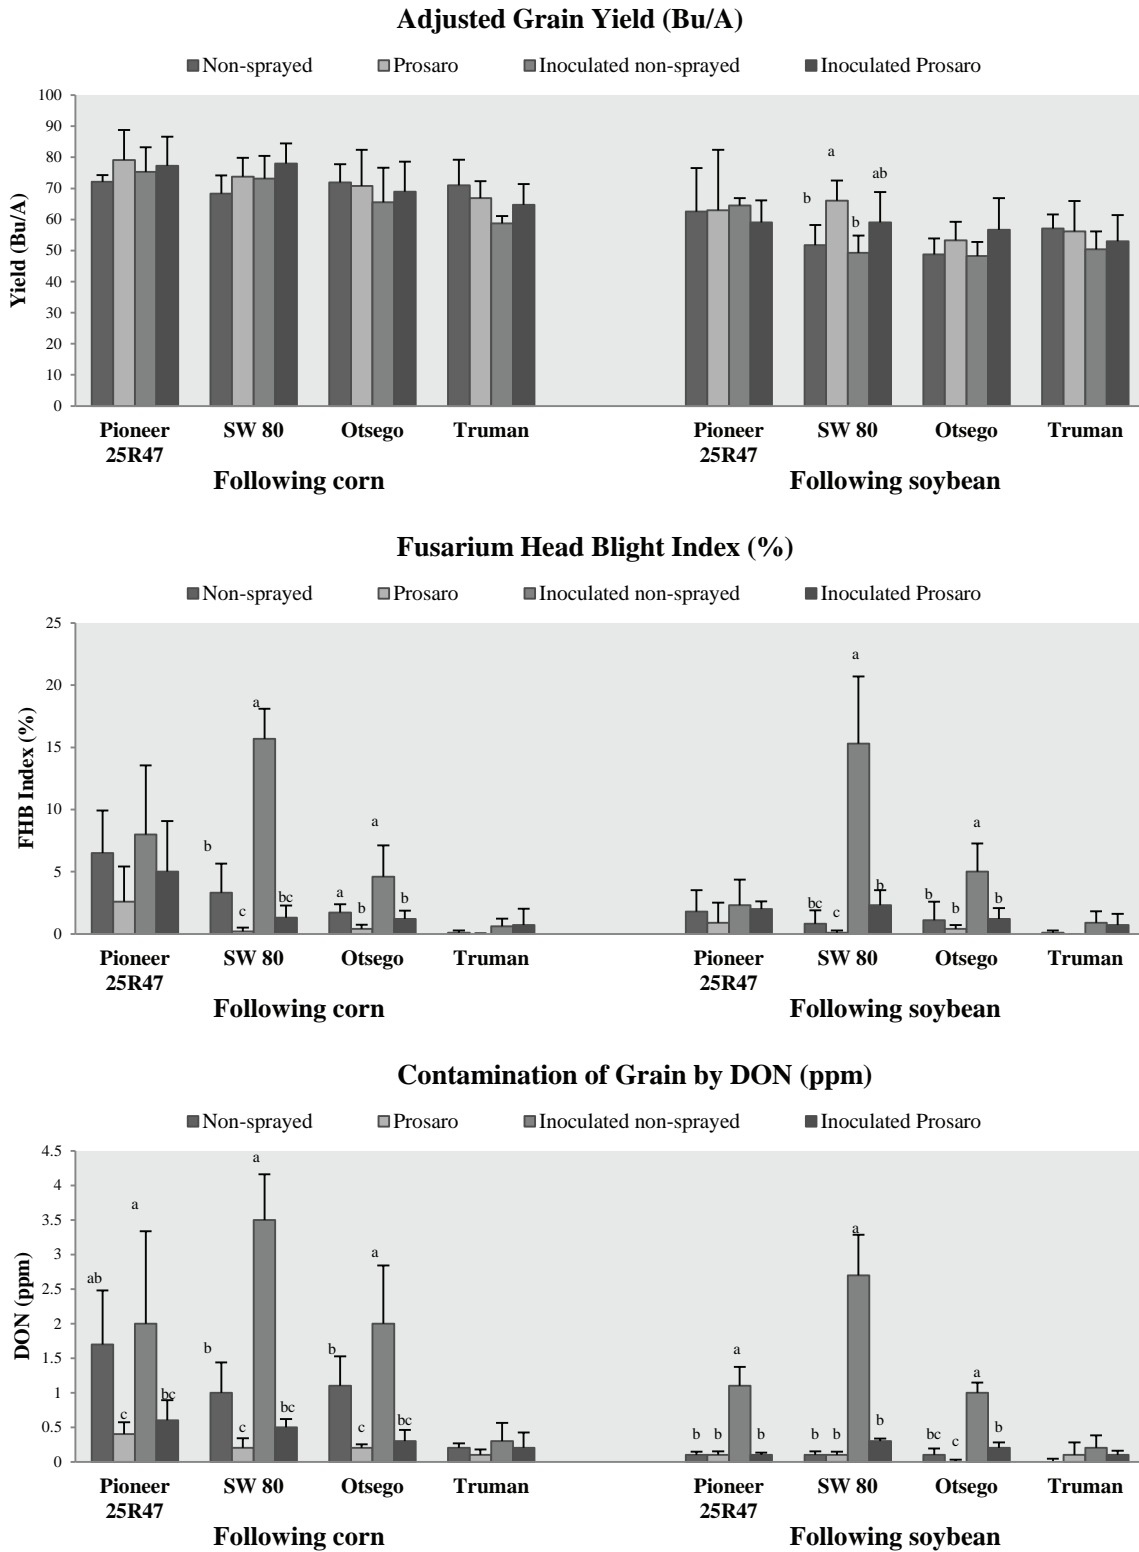 Adjusted Grain Yield (Bu/A)
Non-sprayed Prosaro Inoculated non-sprayed Inoculated Prosaro
Yield (Bu/A)
100
90
80
70
60
50
40
30
20
10
0
a
ab
b
b
Pioneer 25R47 SW 80 Otsego Truman Pioneer 25R47 SW 80 Otsego Truman
Following corn Following soybean
Fusarium Head Blight Index (%)
Non-sprayed Prosaro Inoculated non-sprayed Inoculated Prosaro
FHB Index (%)
25
20
15
10
5
0
b c a bc a b a b bc c a b b b a b
Pioneer 25R47 SW 80 Otsego Truman Pioneer 25R47 SW 80 Otsego Truman
Following corn Following soybean
Contamination of Grain by DON (ppm)
Non-sprayed Prosaro Inoculated non-sprayed Inoculated Prosaro
DON (ppm)
4.5
4
3.5
3
2.5
2
1.5
1
0.5
0
ab c a bc b c a bc b c a bc b b a b b b a b bc c a b
Pioneer 25R47 SW 80 Otsego Truman Pioneer 25R47 SW 80 Otsego Truman
Following corn Following soybean